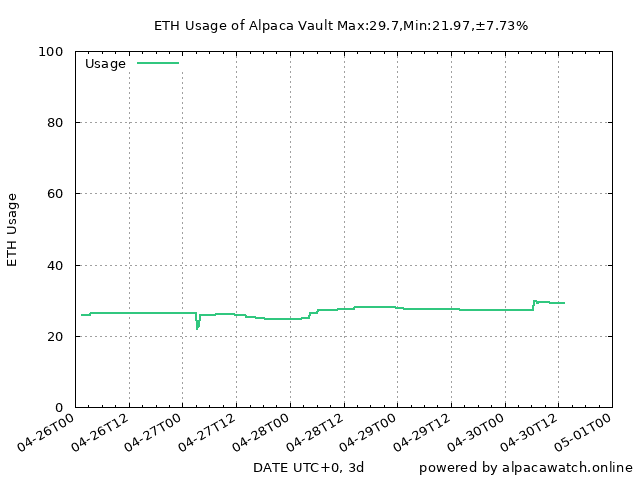 ETH Usage of Alpaca Vault Max:29.7,Min:21.97,±7.73%
Usage
100
80
60
40
20
0
ETH Usage
04-26T00
04-26T12
04-27T00
04-27T12
04-28T00
04-28T12
04-29T00
04-29T12
04-30T00
04-30T12
05-01T00
DATE UTC+0, 3d
powered by alpacawatch.online